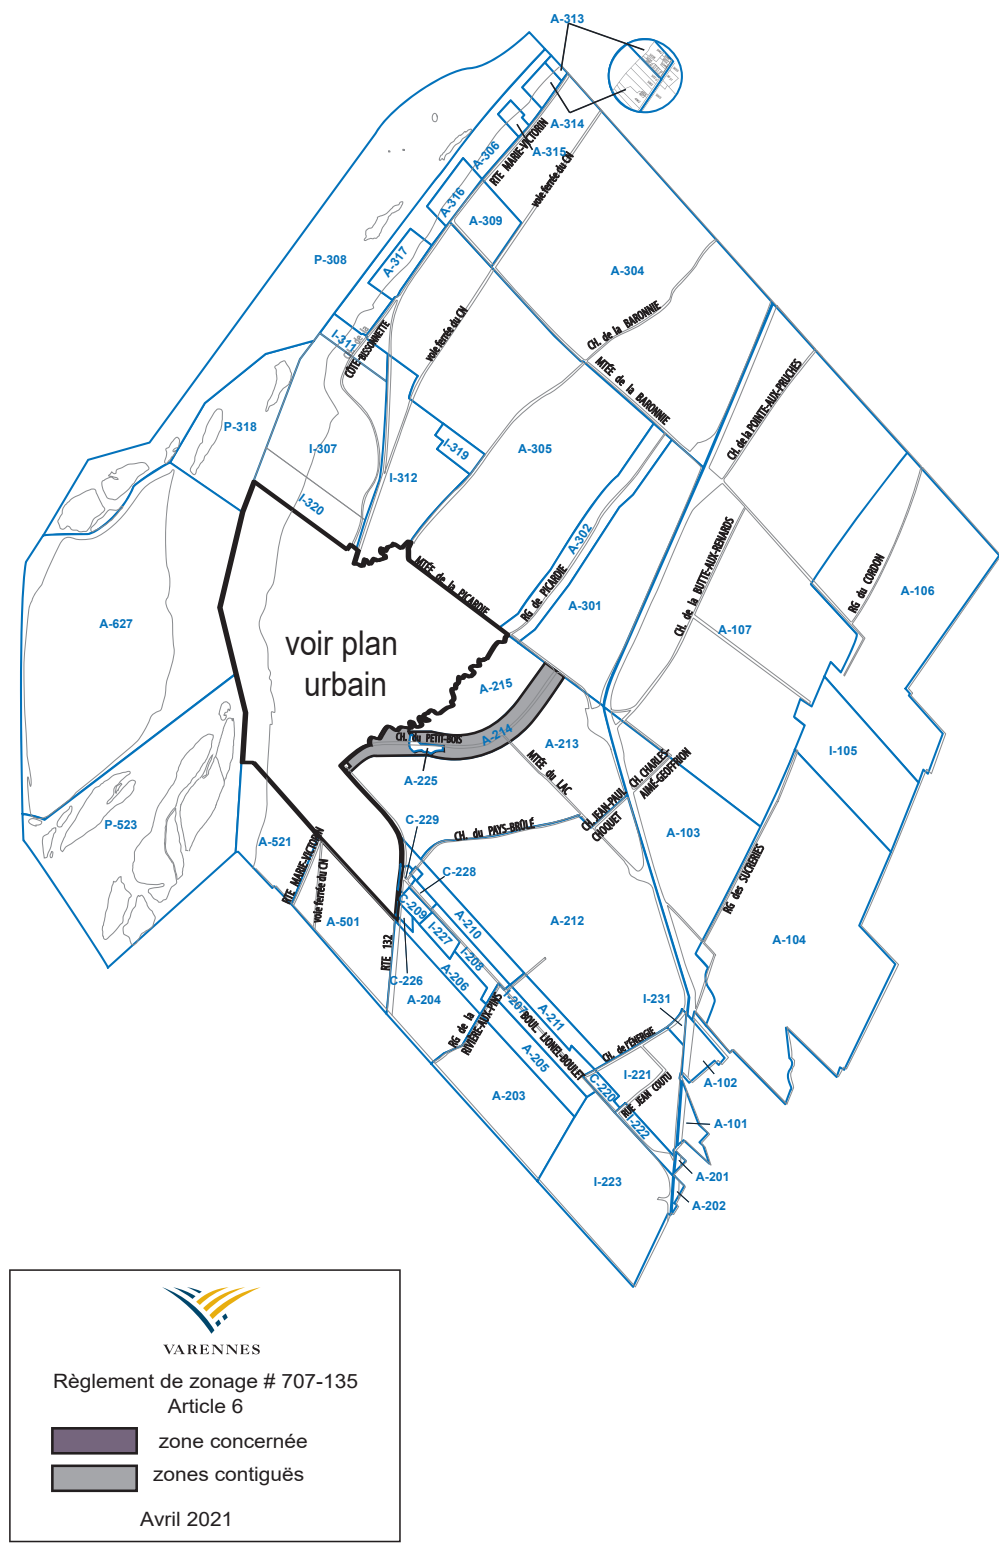 A-313
A-314
A-315
A-306
RTE MARIE-VICTORIN
voie ferrée du CN
A-316
A-309
P-308
A-317
A-304
I-311
CÔTE BISSONNETTE
voie ferrée du CN
CH. de la BARONNIE
MTÉE de la BARONNIE
CH. de la POINTE-AUX-PRUCHES
P-318
I-307
I-319
A-305
I-312
I-320
A-302
RG de PICARDIE
MTÉE de la PICARDIE
CH. de la BUTTE-AUX-RENARDS
RG du CORDON
A-106
A-301
A-107
A-627
voir plan
urbain
A-215
A-214
CH. du PETIT-BOIS
A-225
A-213
MTÉE du LAC
CH. CHARLES-
AIMÉ-GEOFFRION
CH. JEAN-PAUL
CHOQUET
I-105
P-523
A-521
RTE MARIE-VICTORIN
voie ferrée du CN
C-229
CH. du PAYS-BRÛLÉ
A-103
RG des SUCRERIES
C-228
C-209
A-210
A-501
I-227
A-212
A-104
RTE 132
I-208
A-206
C-226
A-204
I-207
I-231
RG de la
RIVIÈRE-AUX-PINS
A-211
BOUL. LIONEL-BOULET
CH. de l'ÉNERGIE
A-205
I-221
A-102
C-220
RUE JEAN COUTU
A-203
I-222
A-101
I-223
A-201
A-202
VARENNES
Règlement de zonage # 707-135
Article 6
zone concernée
zones contiguës
Avril 2021